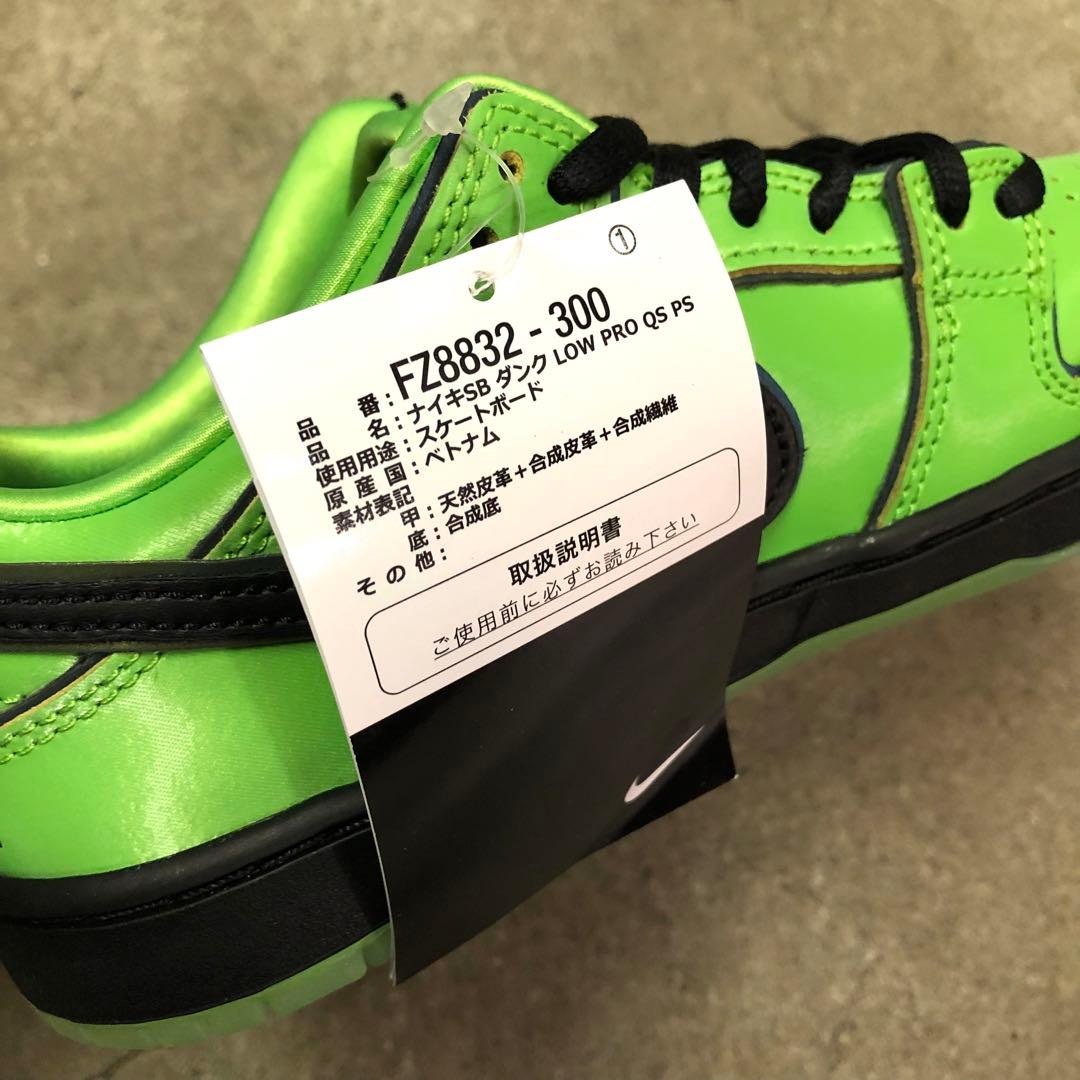 ①
品 番：FZ8832 - 300
品 名：ナイキSB ダンク LOW PRO QS PS
使用用途：スケートボード
原 産 国：ベトナム
素材表記
甲：天然皮革＋合成皮革＋合成繊維
底：合成底
そ の 他：
取扱説明書
ご使用前に必ずお読み下さい